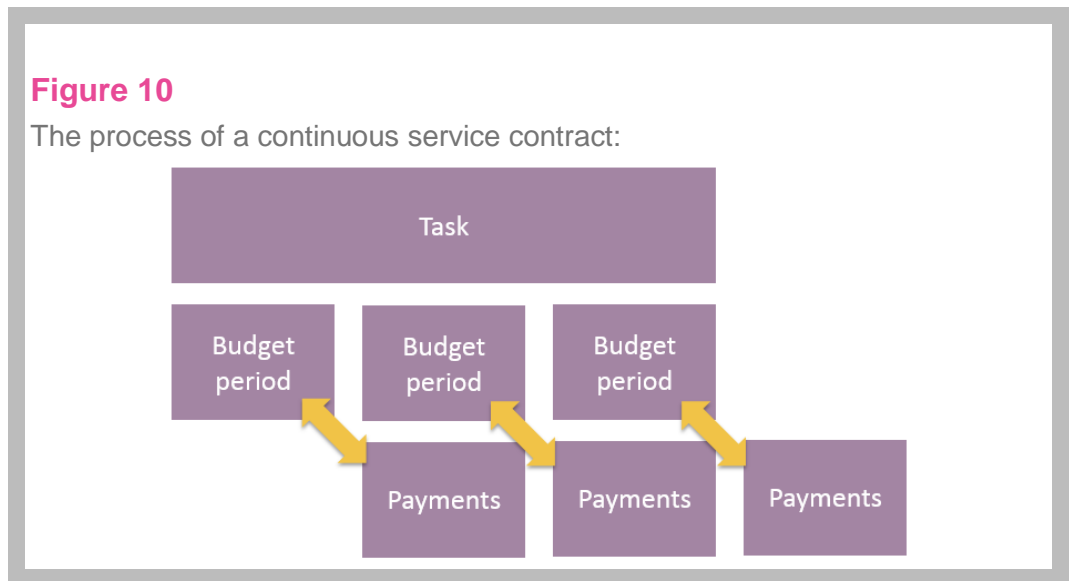 Figure 10
The process of a continuous service contract:
Task
Budget
period
Budget
period
Budget
period
Payments
Payments
Payments